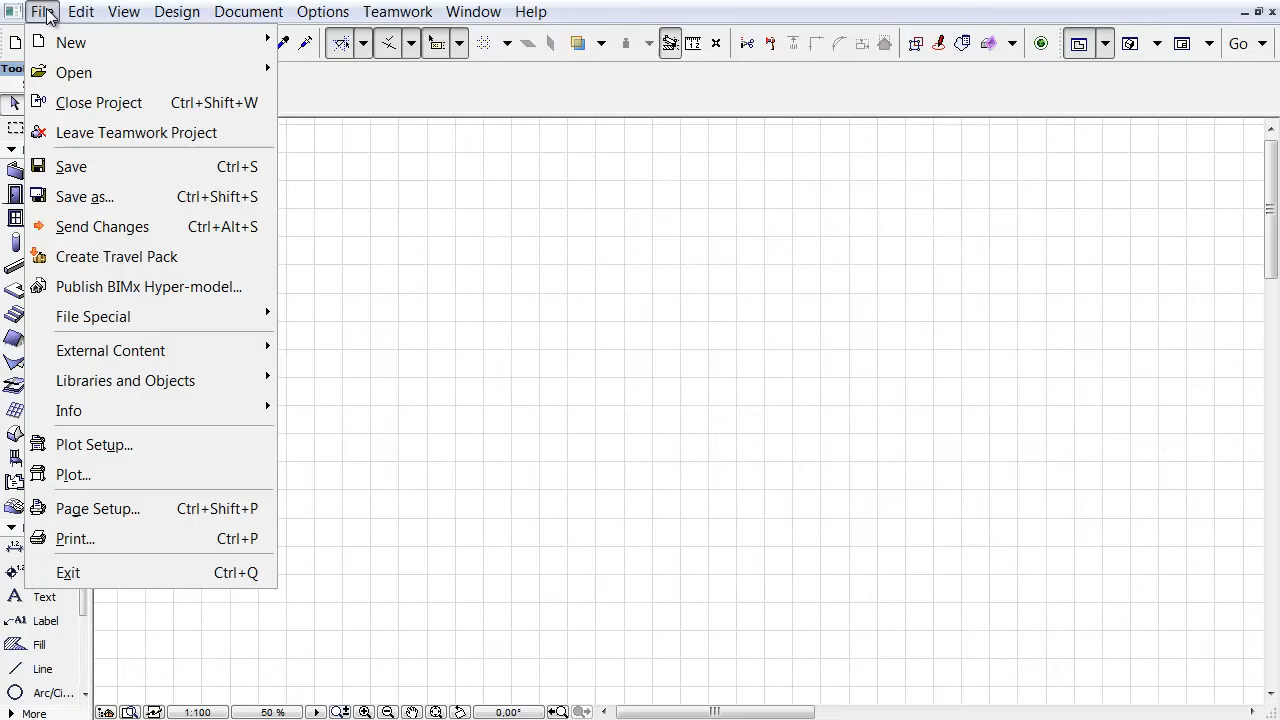 File Edit View Design Document Options Teamwork Window Help
New
Open
Close Project Ctrl+Shift+W
Leave Teamwork Project
Save Ctrl+S
Save as... Ctrl+Shift+S
Send Changes Ctrl+Alt+S
Create Travel Pack
Publish BIMx Hyper-model...
File Special
External Content
Libraries and Objects
Info
Plot Setup...
Plot...
Page Setup... Ctrl+Shift+P
Print... Ctrl+P
Exit Ctrl+Q
Go
Text
A1 Label
Fill
Line
Arc/Ci...
More
1:100 50 % 0.00°